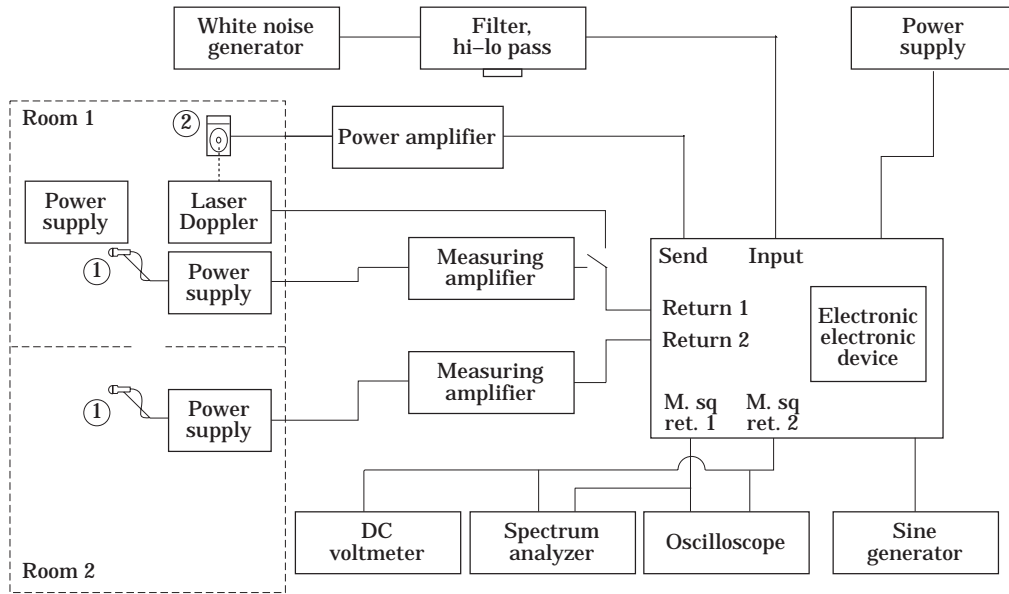 White noise
generator
Filter,
hi–lo pass
Power
supply
Room 1
2
Power amplifier
Power
supply
Laser
Doppler
1
Power
supply
Measuring
amplifier
Send
Input
Return 1
Return 2
Electronic
electronic
device
M. sq
ret. 1
M. sq
ret. 2
1
Power
supply
Measuring
amplifier
DC
voltmeter
Spectrum
analyzer
Oscilloscope
Sine
generator
Room 2